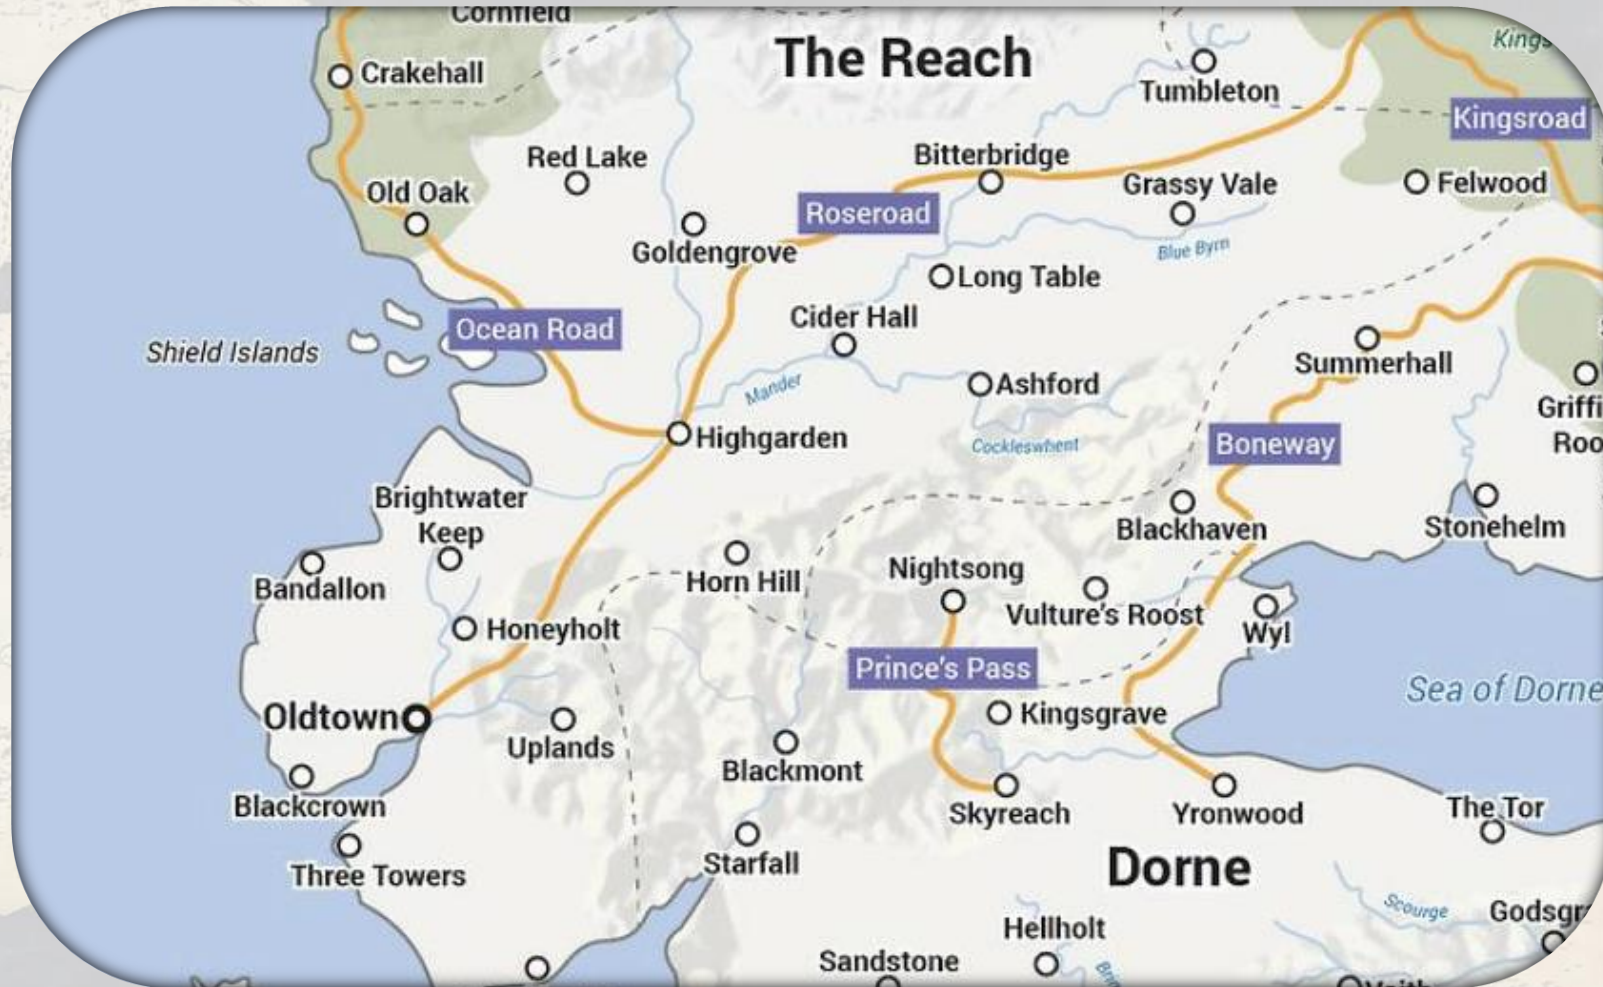 Cornfield
The Reach
Crakehall
Tumbleton
Kingsroad
Red Lake
Bitterbridge
Old Oak
Grassy Vale
Felwood
Roseroad
Goldengrove
Blue Byrn
Long Table
Cider Hall
Ocean Road
Shield Islands
Summerhall
Mander
Ashford
Highgarden
Cockleswhent
Boneway
Brightwater
Keep
Blackhaven
Stonehelm
Bandallon
Horn Hill
Nightsong
Vulture's Roost
Honeyholt
Wyl
Prince's Pass
Sea of Dorne
Oldtown
Kingsgrave
Uplands
Blackmont
Blackcrown
Skyreach
Yronwood
The Tor
Three Towers
Starfall
Dorne
Scourge
Hellholt
Sandstone